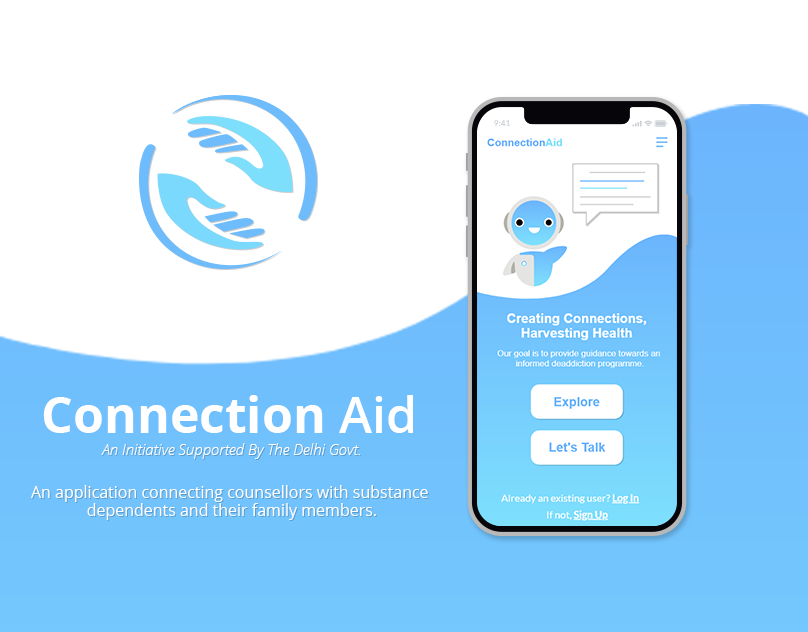 Connection Aid
An Initiative Supported By The Delhi Govt.
An application connecting counsellors with substance
dependents and their family members.
9:41
ConnectionAid
Creating Connections,
Harvesting Health
Our goal is to provide guidance towards an
informed deaddiction programme.
Explore
Let's Talk
Already an existing user? Log In
If not, Sign Up